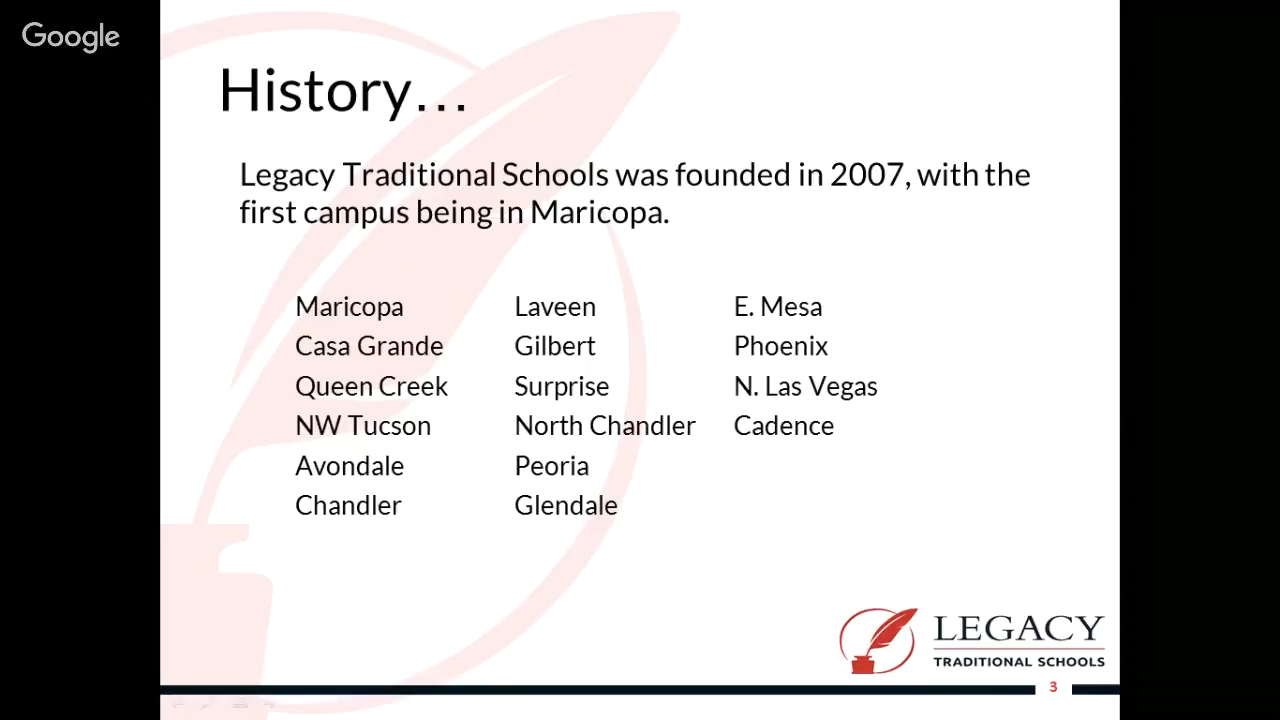 Google
History...
Legacy Traditional Schools was founded in 2007, with the
first campus being in Maricopa.
Maricopa
Casa Grande
Queen Creek
NW Tucson
Avondale
Chandler
Laveen
Gilbert
Surprise
North Chandler
Peoria
Glendale
E. Mesa
Phoenix
N. Las Vegas
Cadence
LEGACY
TRADITIONAL SCHOOLS
3